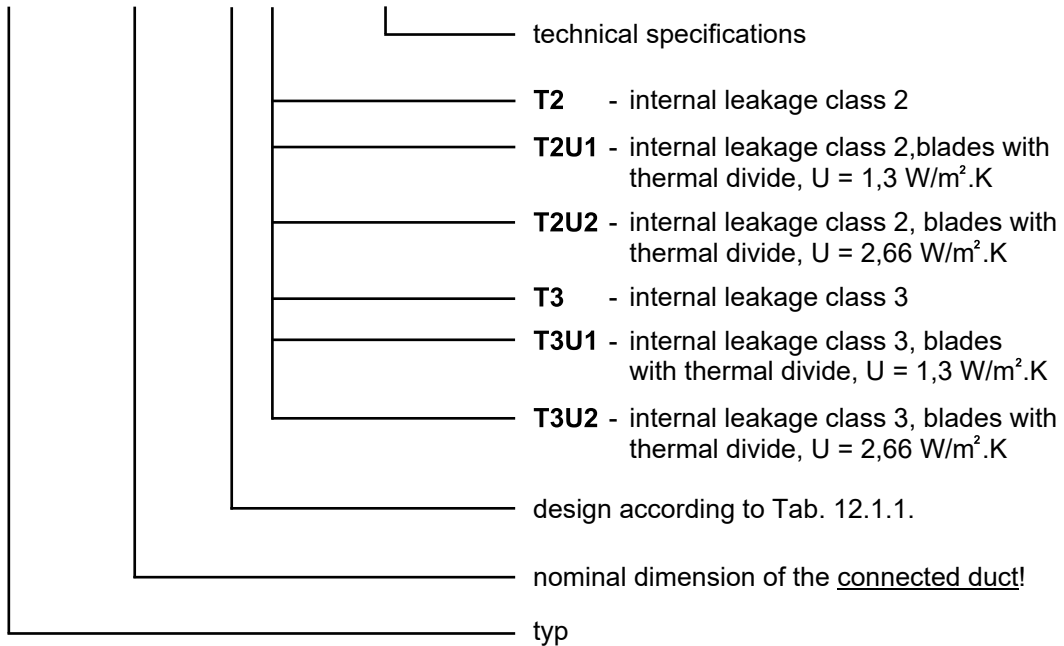 technical specifications
T2 - internal leakage class 2
T2U1 - internal leakage class 2,blades with
thermal divide, U = 1,3 W/m².K
T2U2 - internal leakage class 2, blades with
thermal divide, U = 2,66 W/m².K
T3 - internal leakage class 3
T3U1 - internal leakage class 3, blades
with thermal divide, U = 1,3 W/m².K
T3U2 - internal leakage class 3, blades with
thermal divide, U = 2,66 W/m².K
design according to Tab. 12.1.1.
nominal dimension of the connected duct!
typ